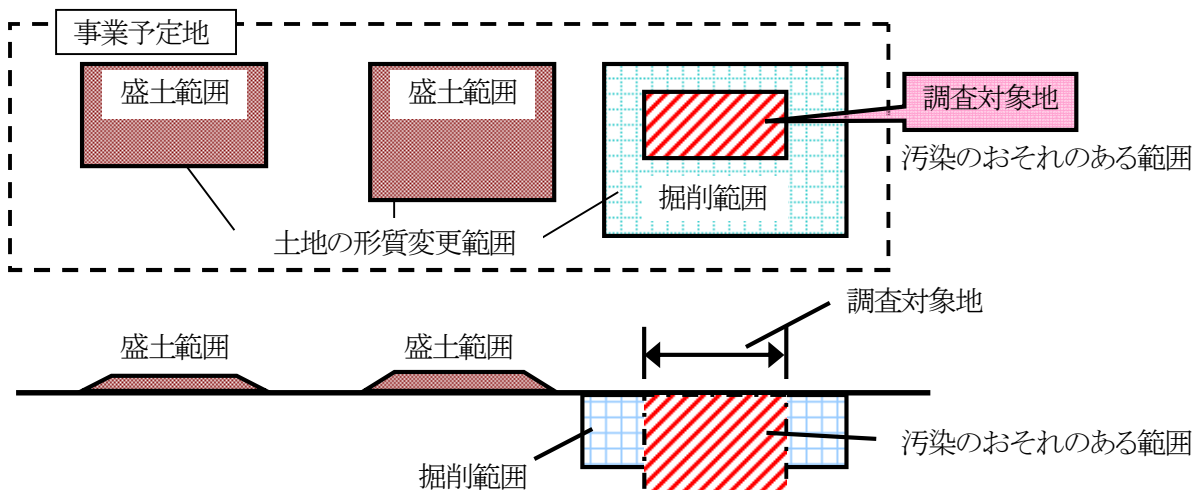 事業予定地
盛土範囲
盛土範囲
調査対象地
汚染のおそれのある範囲
掘削範囲
土地の形質変更範囲
調査対象地
盛土範囲
盛土範囲
汚染のおそれのある範囲
掘削範囲